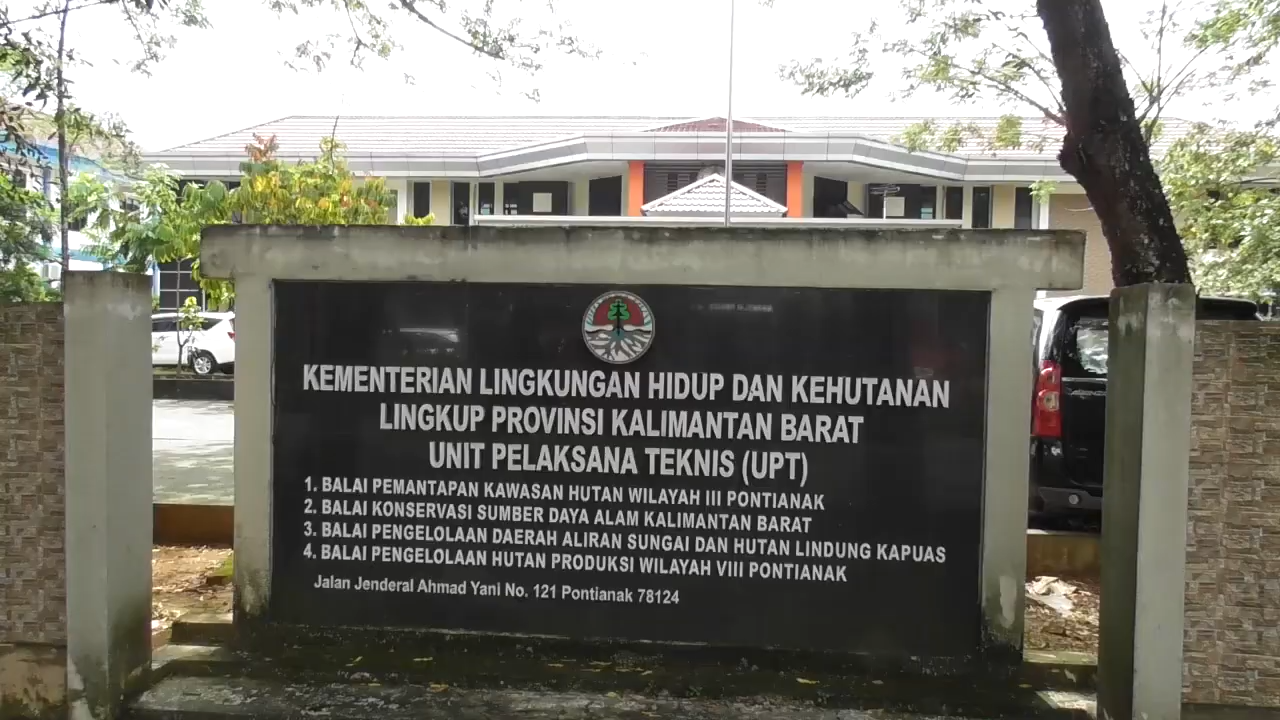 KEMENTERIAN LINGKUNGAN HIDUP DAN KEHUTANAN
LINGKUP PROVINSI KALIMANTAN BARAT
UNIT PELAKSANA TEKNIS (UPT)
1. BALAI PEMANTAPAN KAWASAN HUTAN WILAYAH III PONTIANAK
2. BALAI KONSERVASI SUMBER DAYA ALAM KALIMANTAN BARAT
3. BALAI PENGELOLAAN DAERAH ALIRAN SUNGAI DAN HUTAN LINDUNG KAPUAS
4. BALAI PENGELOLAAN HUTAN PRODUKSI WILAYAH VIII PONTIANAK
Jalan Jenderal Ahmad Yani No. 121 Pontianak 78124